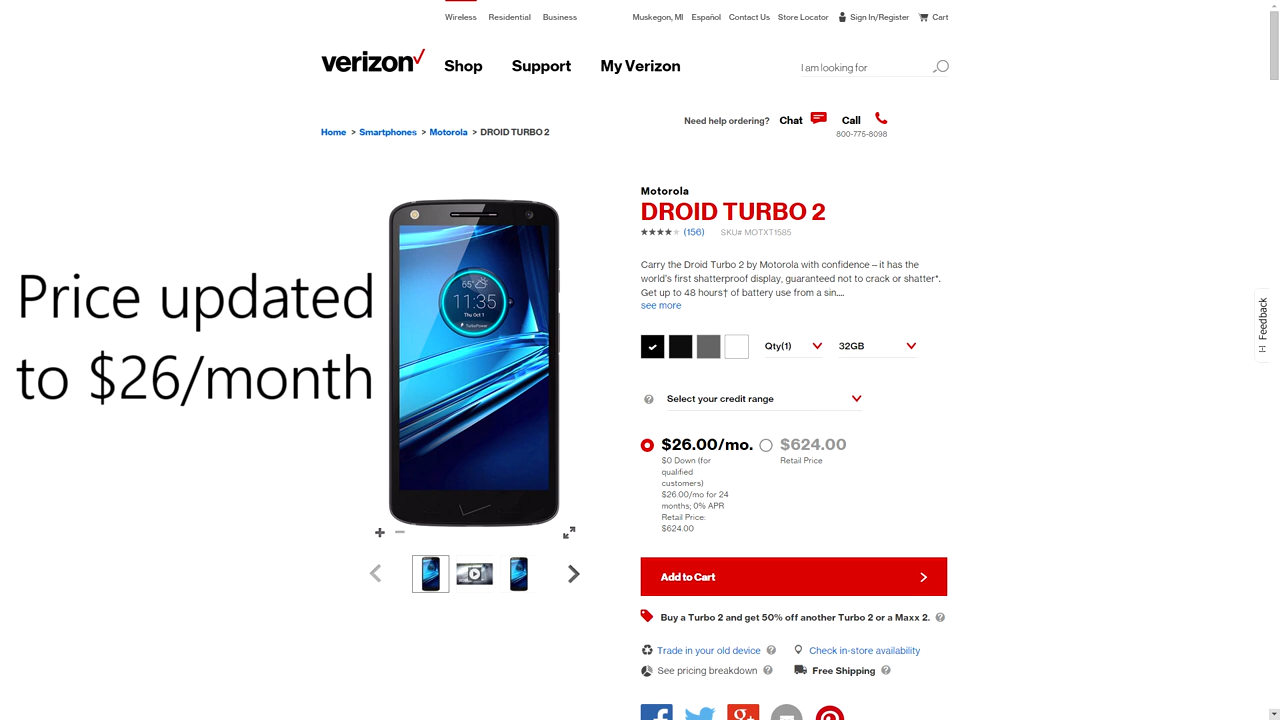 Wireless Residential Business Muskegon, MI Español Contact Us Store Locator Sign In/Register Cart
verizon Shop Support My Verizon I am looking for
Need help ordering? Chat Call
800-775-8098
Home > Smartphones > Motorola > DROID TURBO 2
Motorola
DROID TURBO 2
(156) SKU# MOTXT1585
Carry the Droid Turbo 2 by Motorola with confidence – it has the
world's first shatterproof display, guaranteed not to crack or shatter*.
Get up to 48 hours† of battery use from a sin....
see more
Price updated
to $26/month
65°
11:35
Thu Oct 1
TurboPower
Qty(1) 32GB
Select your credit range
$26.00/mo. $624.00
$0 Down (for Retail Price
qualified
customers)
$26.00/mo for 24
months; 0% APR
Retail Price:
$624.00
Add to Cart
Buy a Turbo 2 and get 50% off another Turbo 2 or a Maxx 2.
Trade in your old device Check in-store availability
See pricing breakdown Free Shipping
Feedback